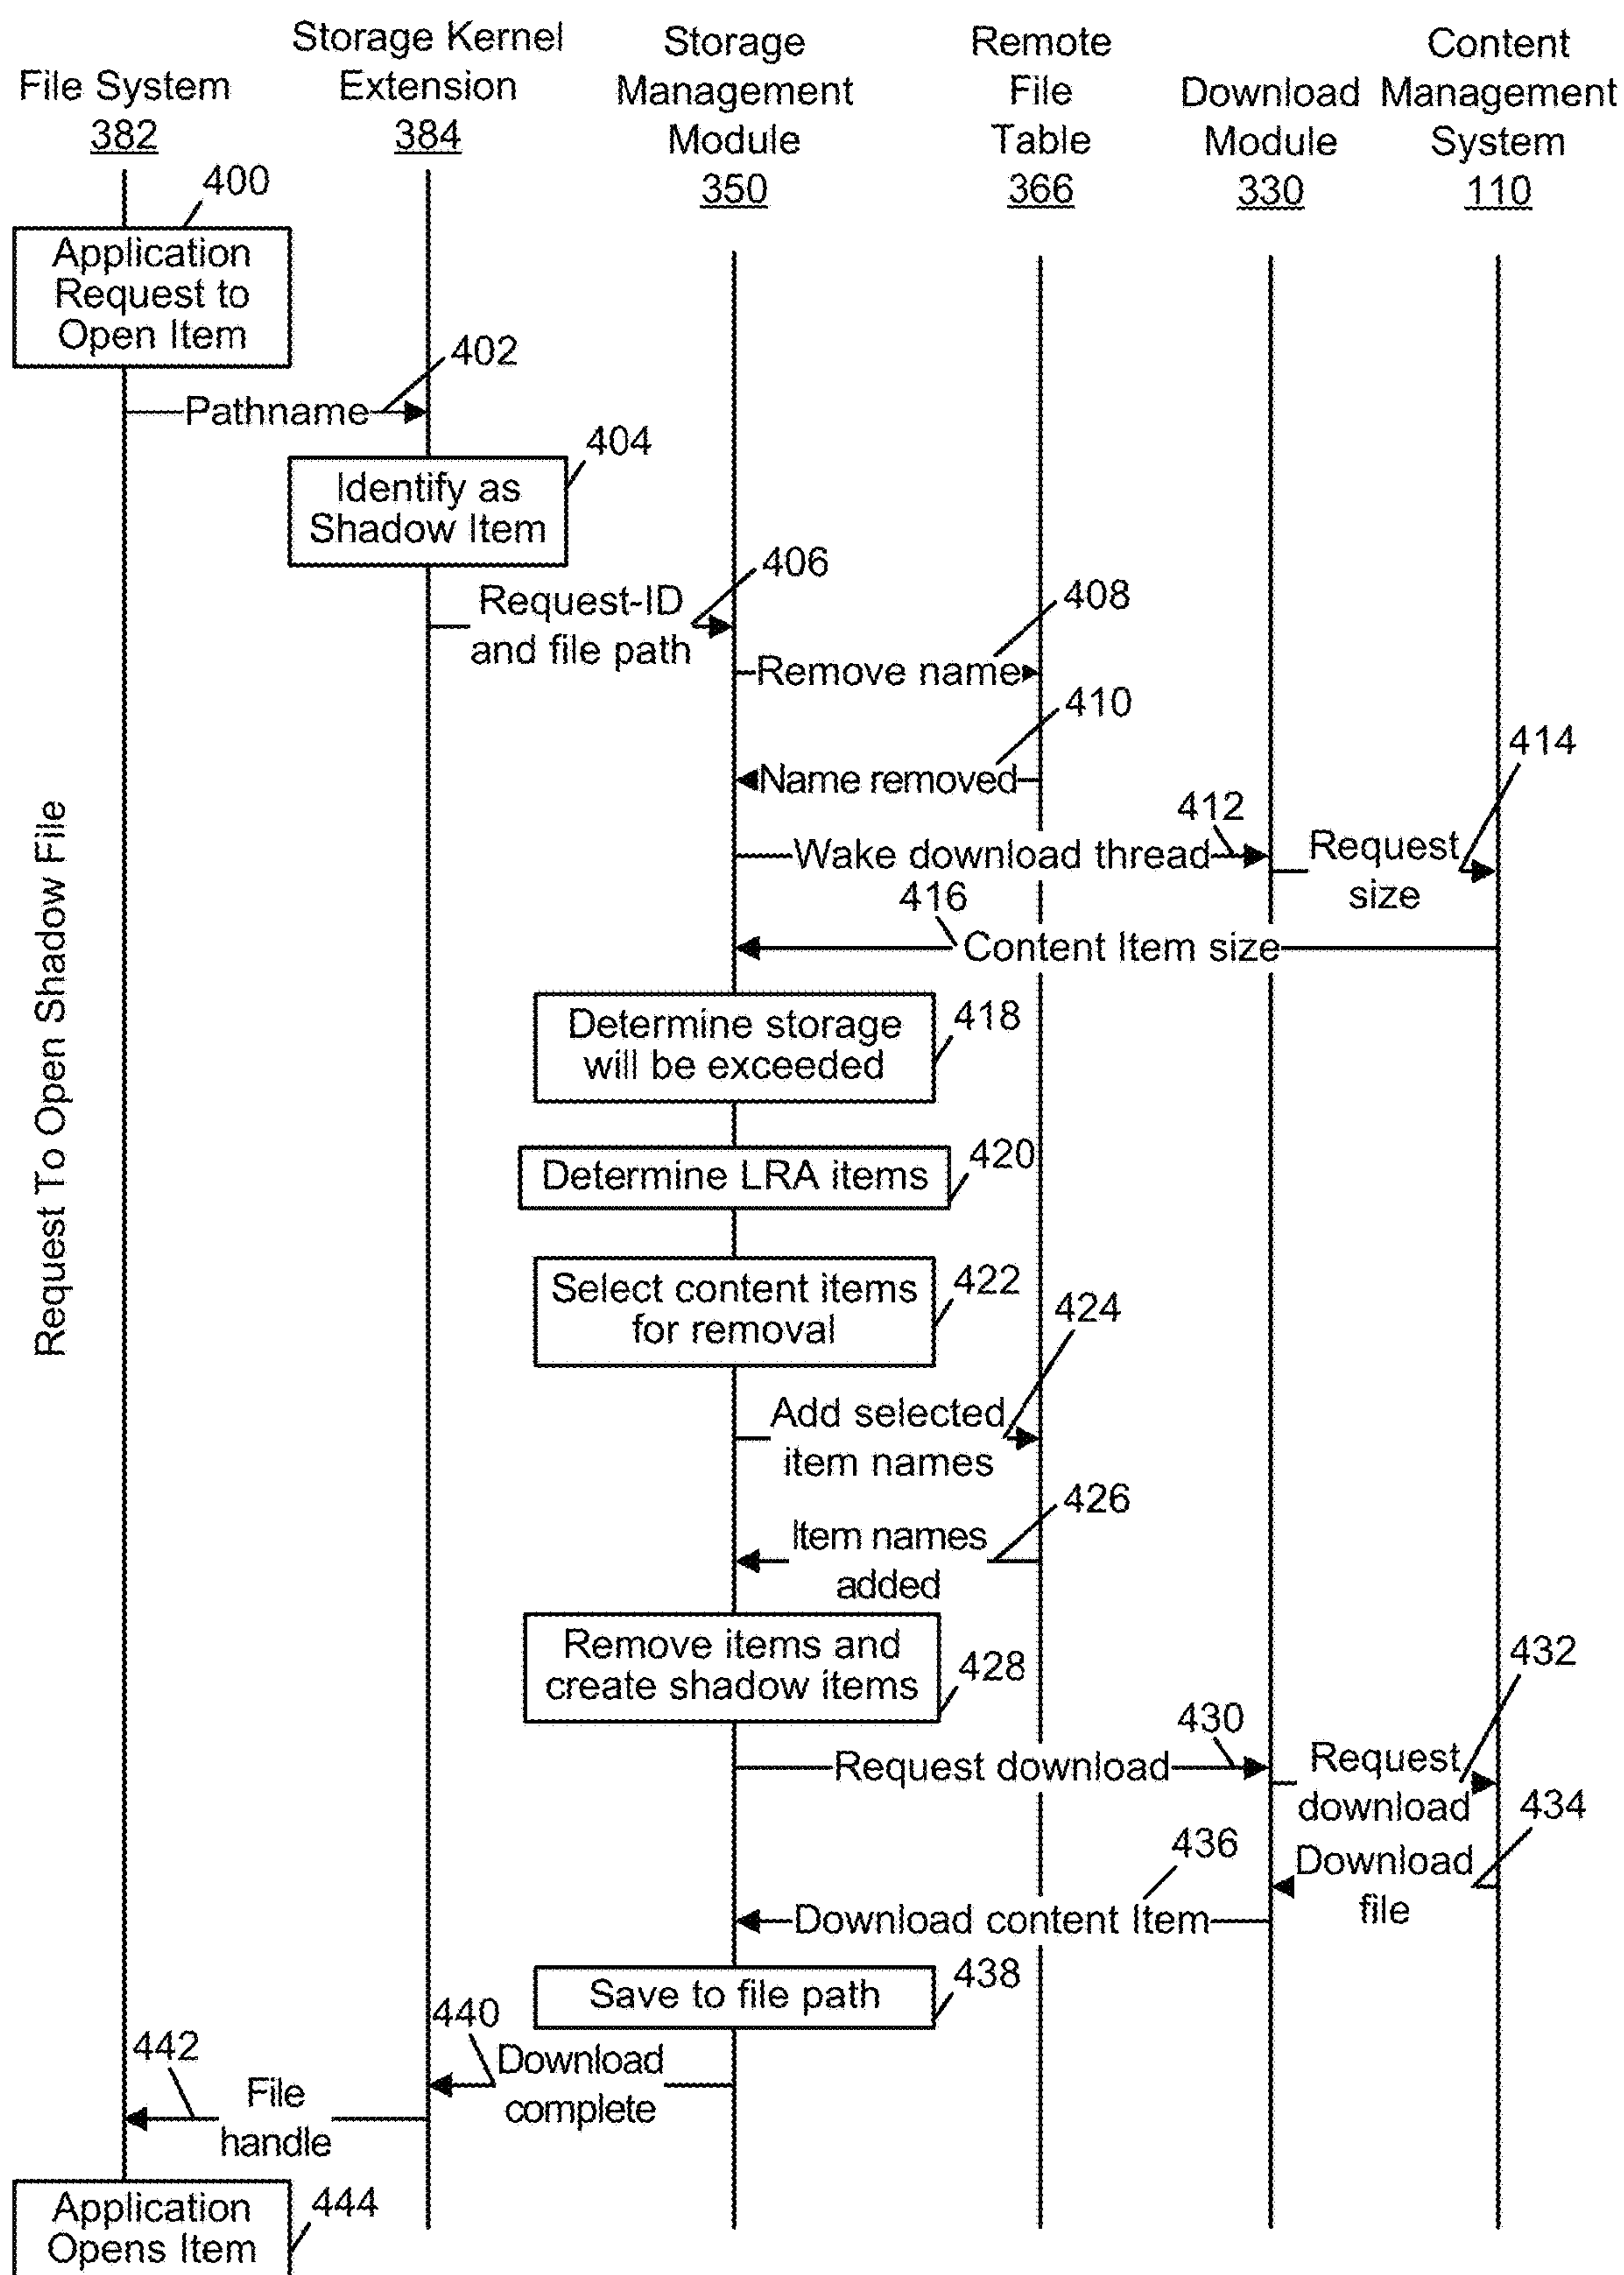 File System
382
Storage Kernel
Extension
384
Storage
Management
Module
350
Remote
File
Table
366
Download
Module
330
Content
Management
System
110
400
Application
Request to
Open Item
402
Pathname
404
Identify as
Shadow Item
406
Request-ID
and file path
408
Remove name
410
Name removed
412
Wake download thread
414
Request
size
416
Content Item size
Request To Open Shadow File
Determine storage
will be exceeded
418
Determine LRA items
420
Select content items
for removal
422
424
Add selected
item names
426
Item names
added
Remove items and
create shadow items
428
430
Request download
432
Request
download
434
Download
file
436
Download content Item
Save to file path
438
440
Download
complete
442
File
handle
Application
Opens Item
444